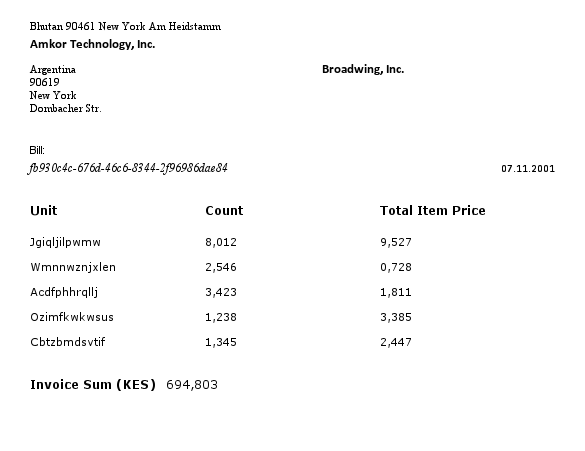 Bhutan 90461 New York Am Heidstamm
Amkor Technology, Inc.
Argentina
Broadwing, Inc.
90619
New York
Dombacher Str.
Bill:
fb930c4c-676d-46c6-8344-2f96986dae84
07.11.2001
Unit Count Total Item Price
Jgiqljilpwmw 8,012 9,527
Wmnnwznjxlen 2,546 0,728
Acdfphhrqllj 3,423 1,811
Ozimfkwkwsus 1,238 3,385
Cbtzbmdsvtif 1,345 2,447
Invoice Sum (KES) 694,803